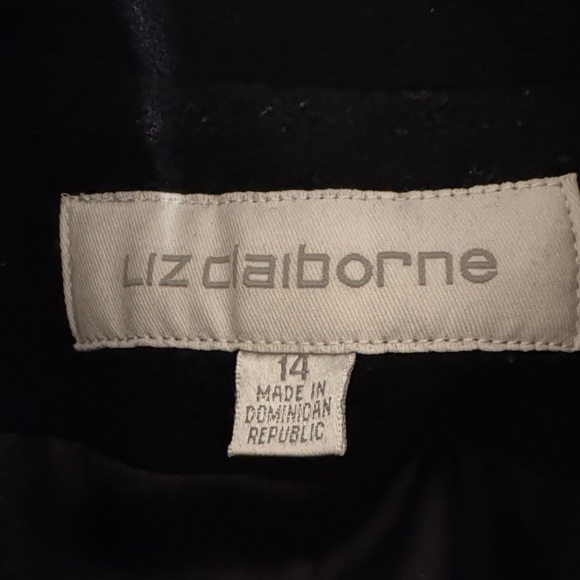 LIZ claiborne
14
MADE IN
DOMINICAN
REPUBLIC